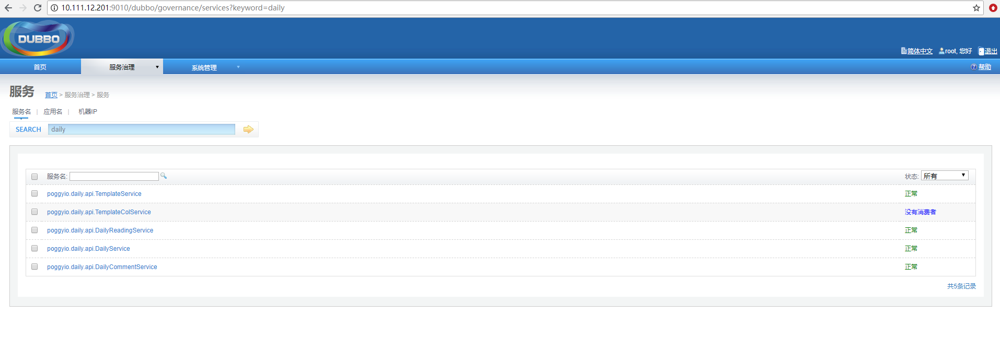 10.111.12.201:9010/dubbo/governance/services?keyword=daily
DUBBO
简体中文 root, 您好 退出
首页 服务治理 系统管理 帮助
服务 首页 > 服务治理 > 服务
服务名 | 应用名 | 机器IP
SEARCH daily
服务名: 状态: 所有
poggyio.daily.api.TemplateService 正常
poggyio.daily.api.TemplateColService 没有消费者
poggyio.daily.api.DailyReadingService 正常
poggyio.daily.api.DailyService 正常
poggyio.daily.api.DailyCommentService 正常
共5条记录